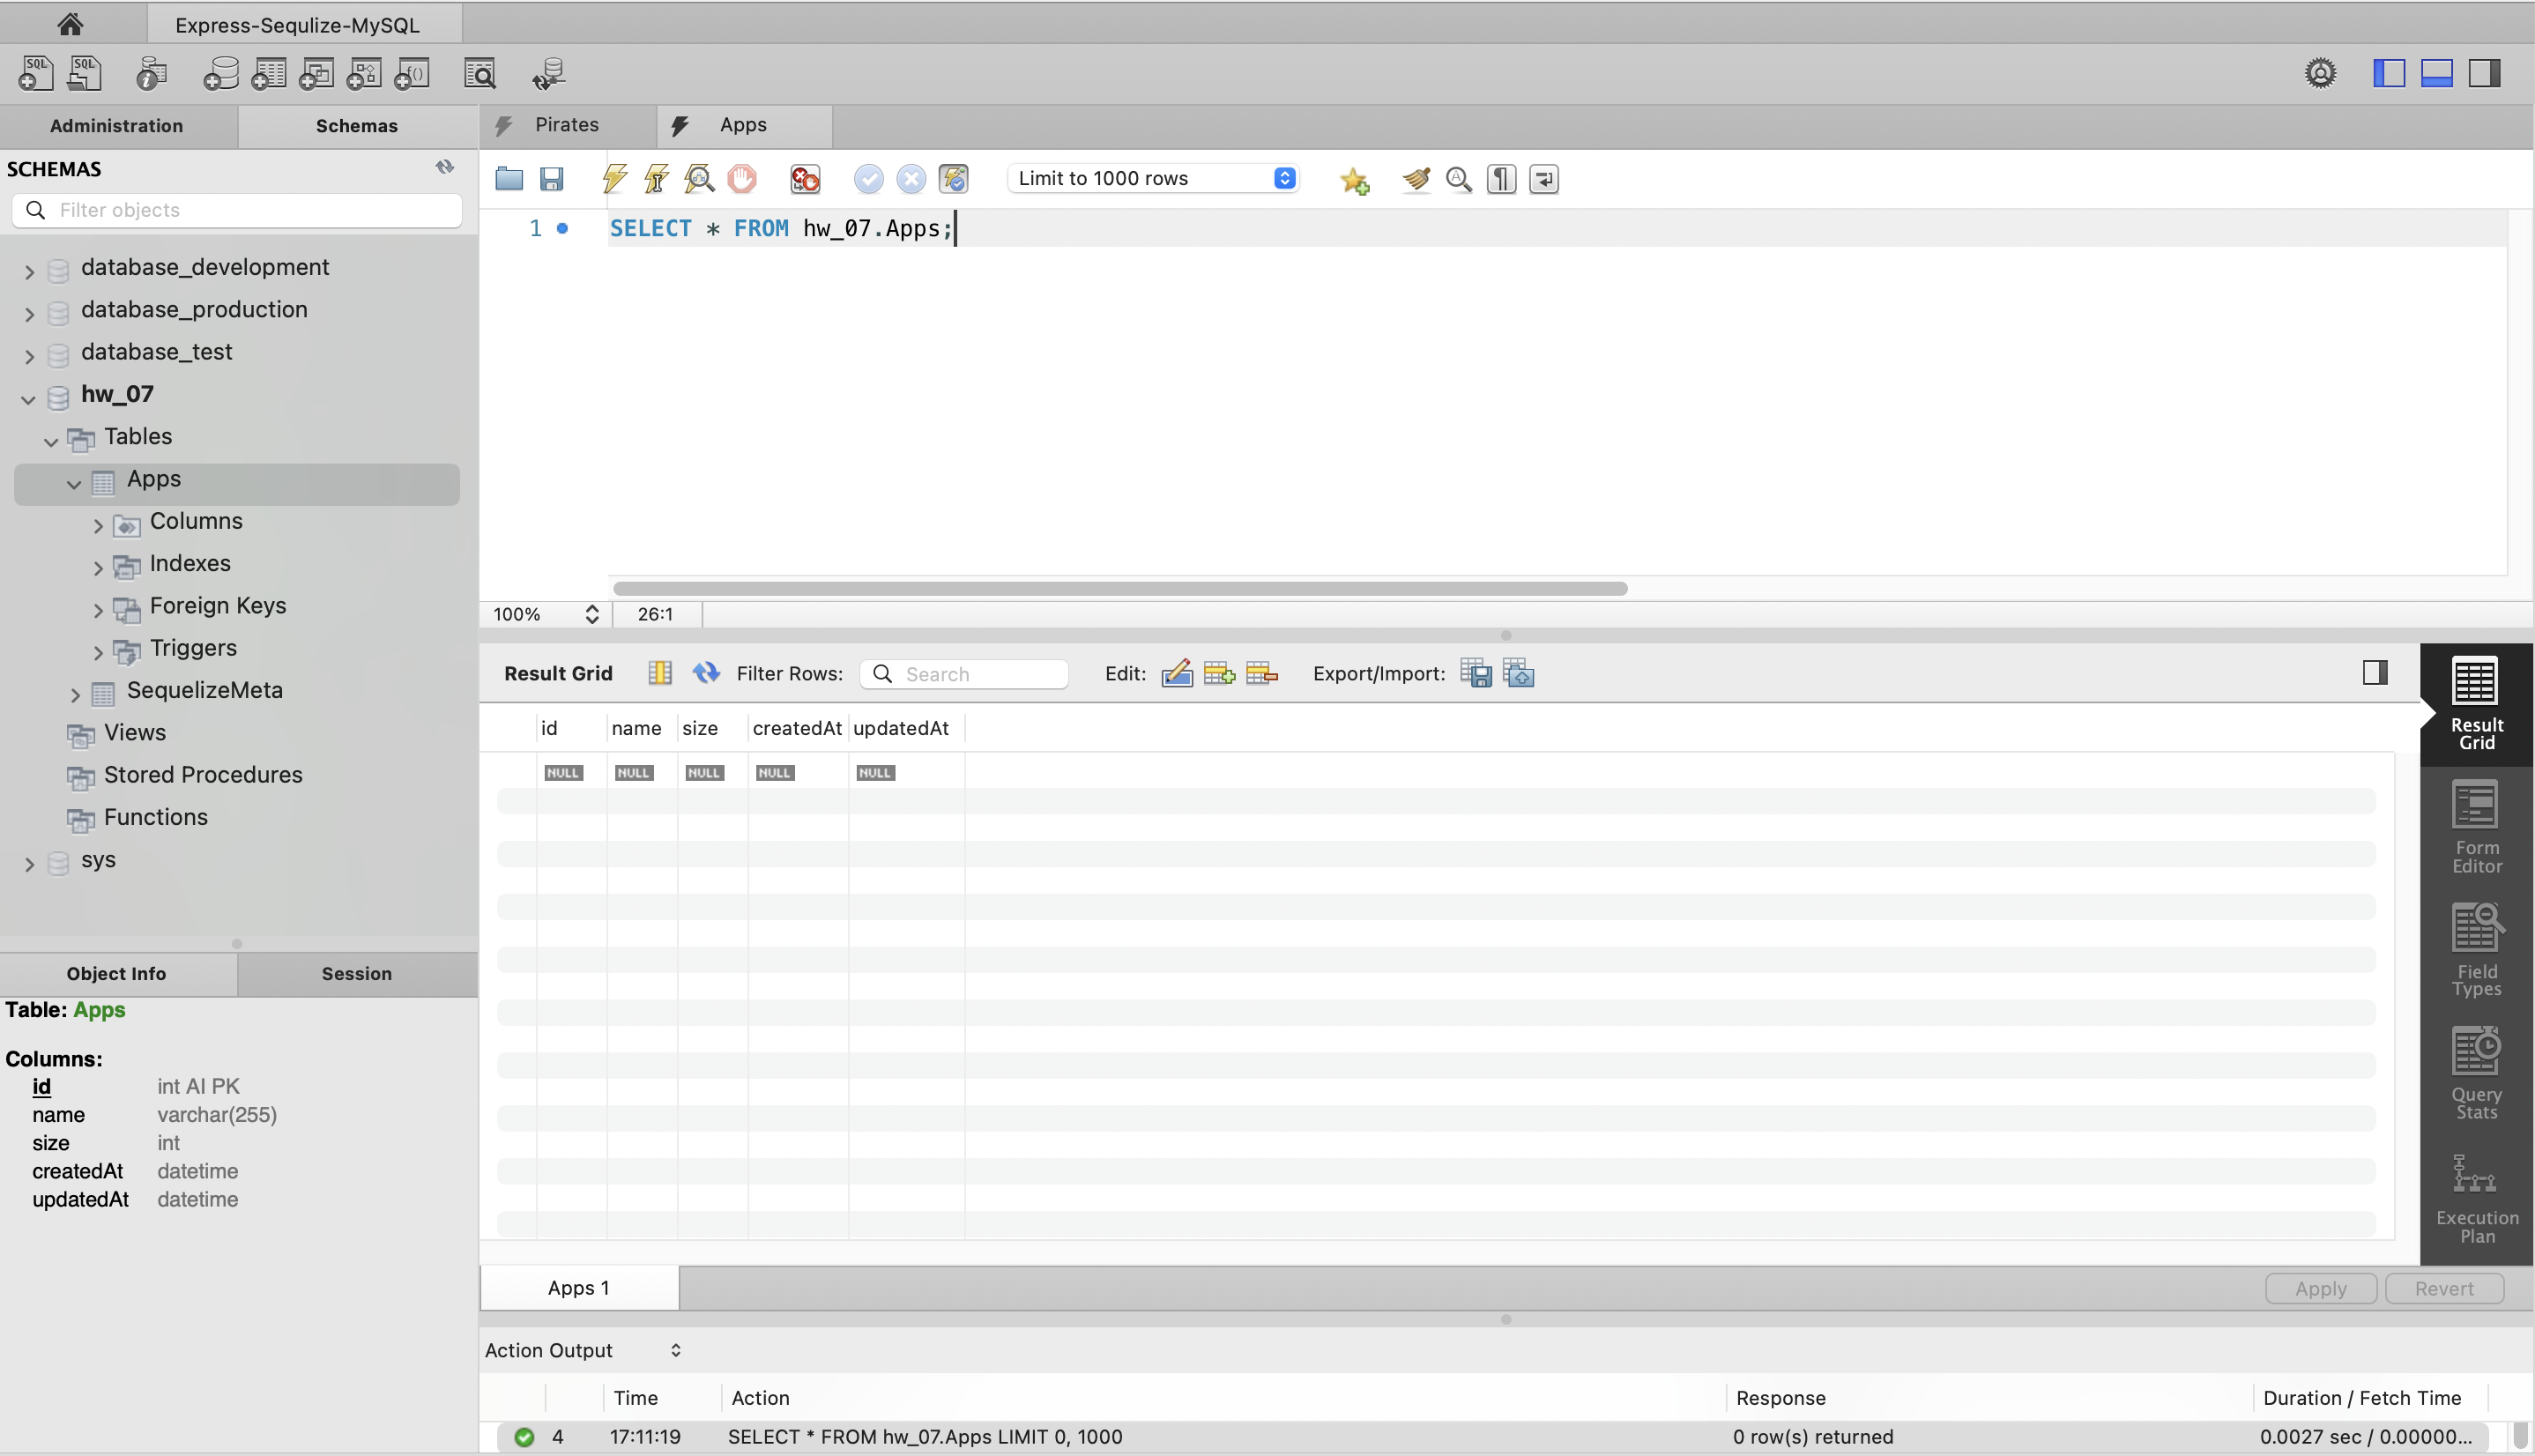 Express-Sequlize-MySQL
SQL SQL
Administration Schemas
Pirates Apps
SCHEMAS
Filter objects
Limit to 1000 rows
1 SELECT * FROM hw_07.Apps;
database_development
database_production
database_test
hw_07
Tables
Apps
Columns
Indexes
Foreign Keys
Triggers
SequelizeMeta
Views
Stored Procedures
Functions
sys
100% 26:1
Result Grid Filter Rows: Search Edit: Export/Import:
id name size createdAt updatedAt
NULL NULL NULL NULL NULL
Result
Grid
Form
Editor
Field
Types
Query
Stats
Execution
Plan
Object Info Session
Table: Apps
Columns:
id int AI PK
name varchar(255)
size int
createdAt datetime
updatedAt datetime
Apps 1 Apply Revert
Action Output
Time Action Response Duration / Fetch Time
4 17:11:19 SELECT * FROM hw_07.Apps LIMIT 0, 1000 0 row(s) returned 0.0027 sec / 0.00000...